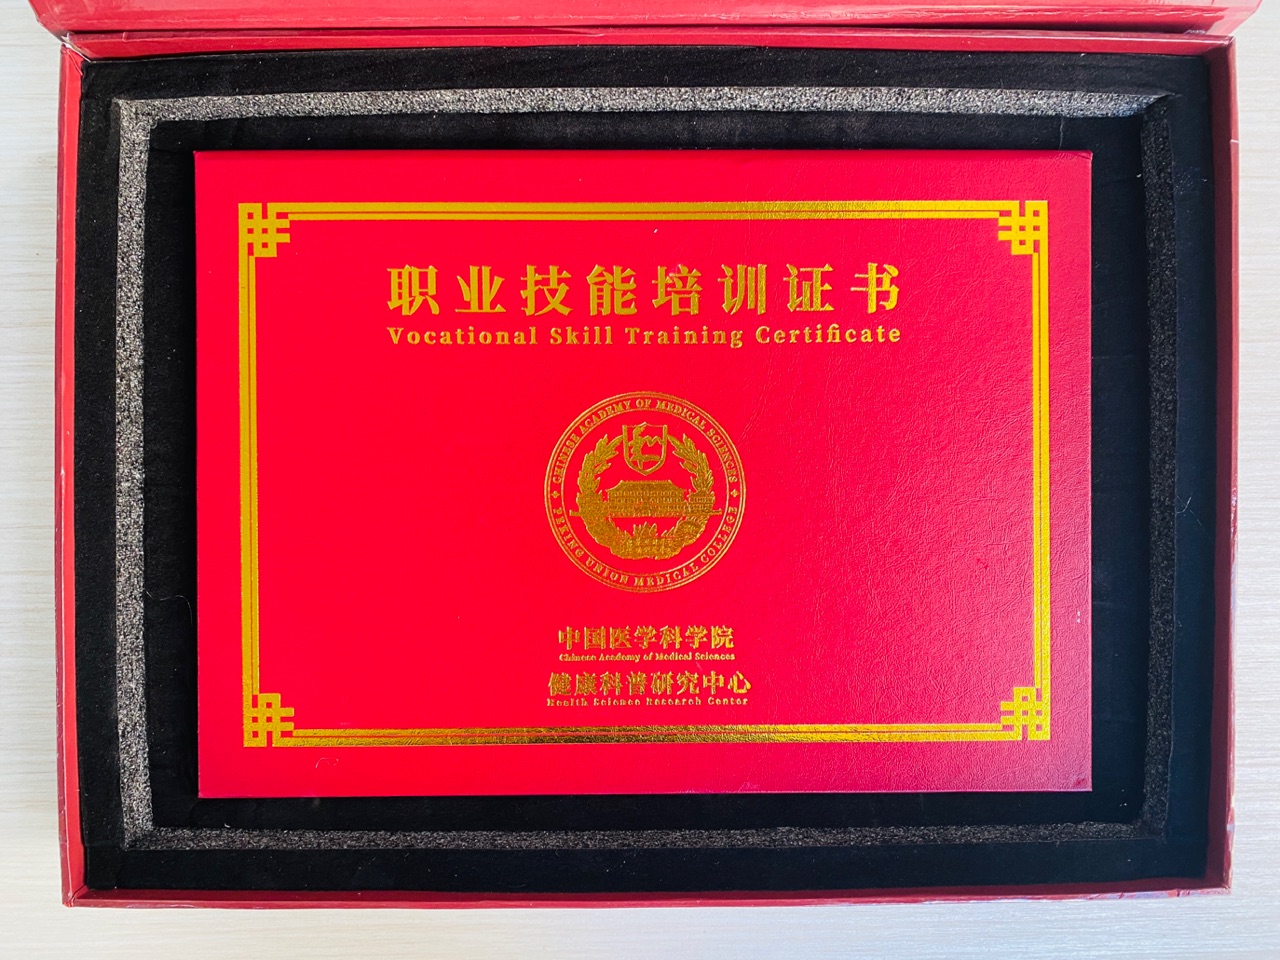 职业技能培训证书
Vocational Skill Training Certificate
CHINESE ACADEMY OF MEDICAL SCIENCES
PEKING UNION MEDICAL COLLEGE
中国医学科学院
Chinese Academy of Medical Sciences
健康科普研究中心
Health Science Research Center